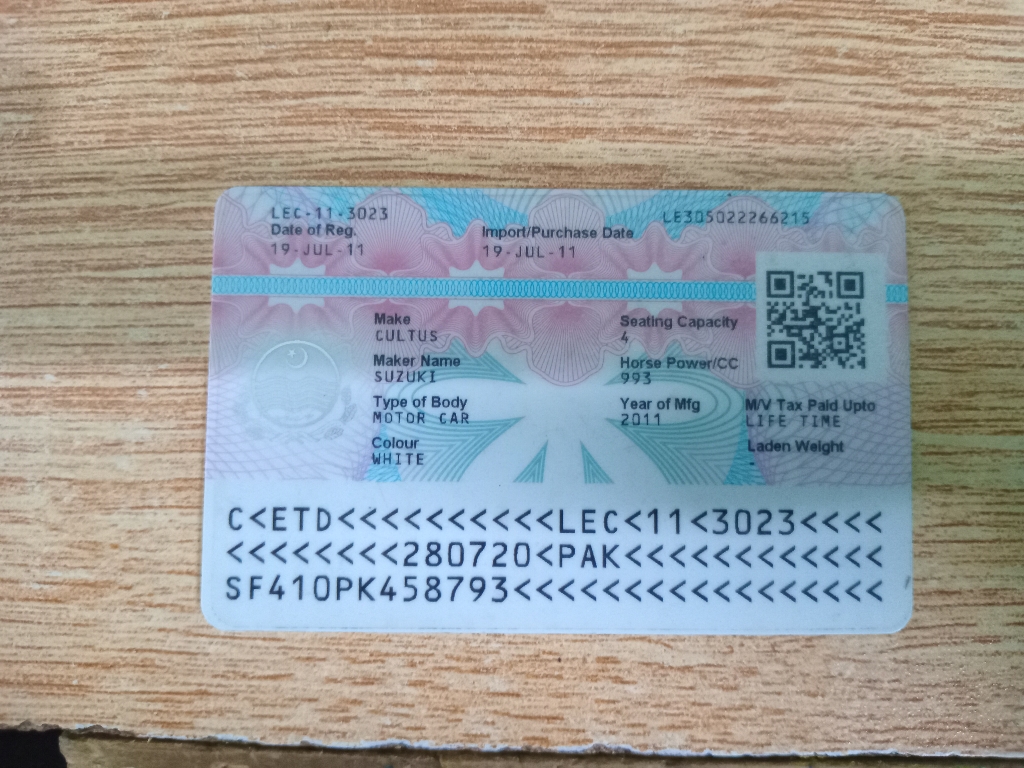 LEC-11-3023 LE305022266215
Date of Reg. Import/Purchase Date
19-JUL-11 19-JUL-11
Make Seating Capacity
CULTUS 4
Maker Name Horse Power/CC
SUZUKI 993
Type of Body Year of Mfg M/V Tax Paid Upto
MOTOR CAR 2011 LIFE TIME
Colour Laden Weight
WHITE -
C<ETD<<<<<<<<<<LEC<11<3023<<<<
<<<<<<<<280720<PAK<<<<<<<<<<<<
SF410PK458793<<<<<<<<<<<<<<<<<